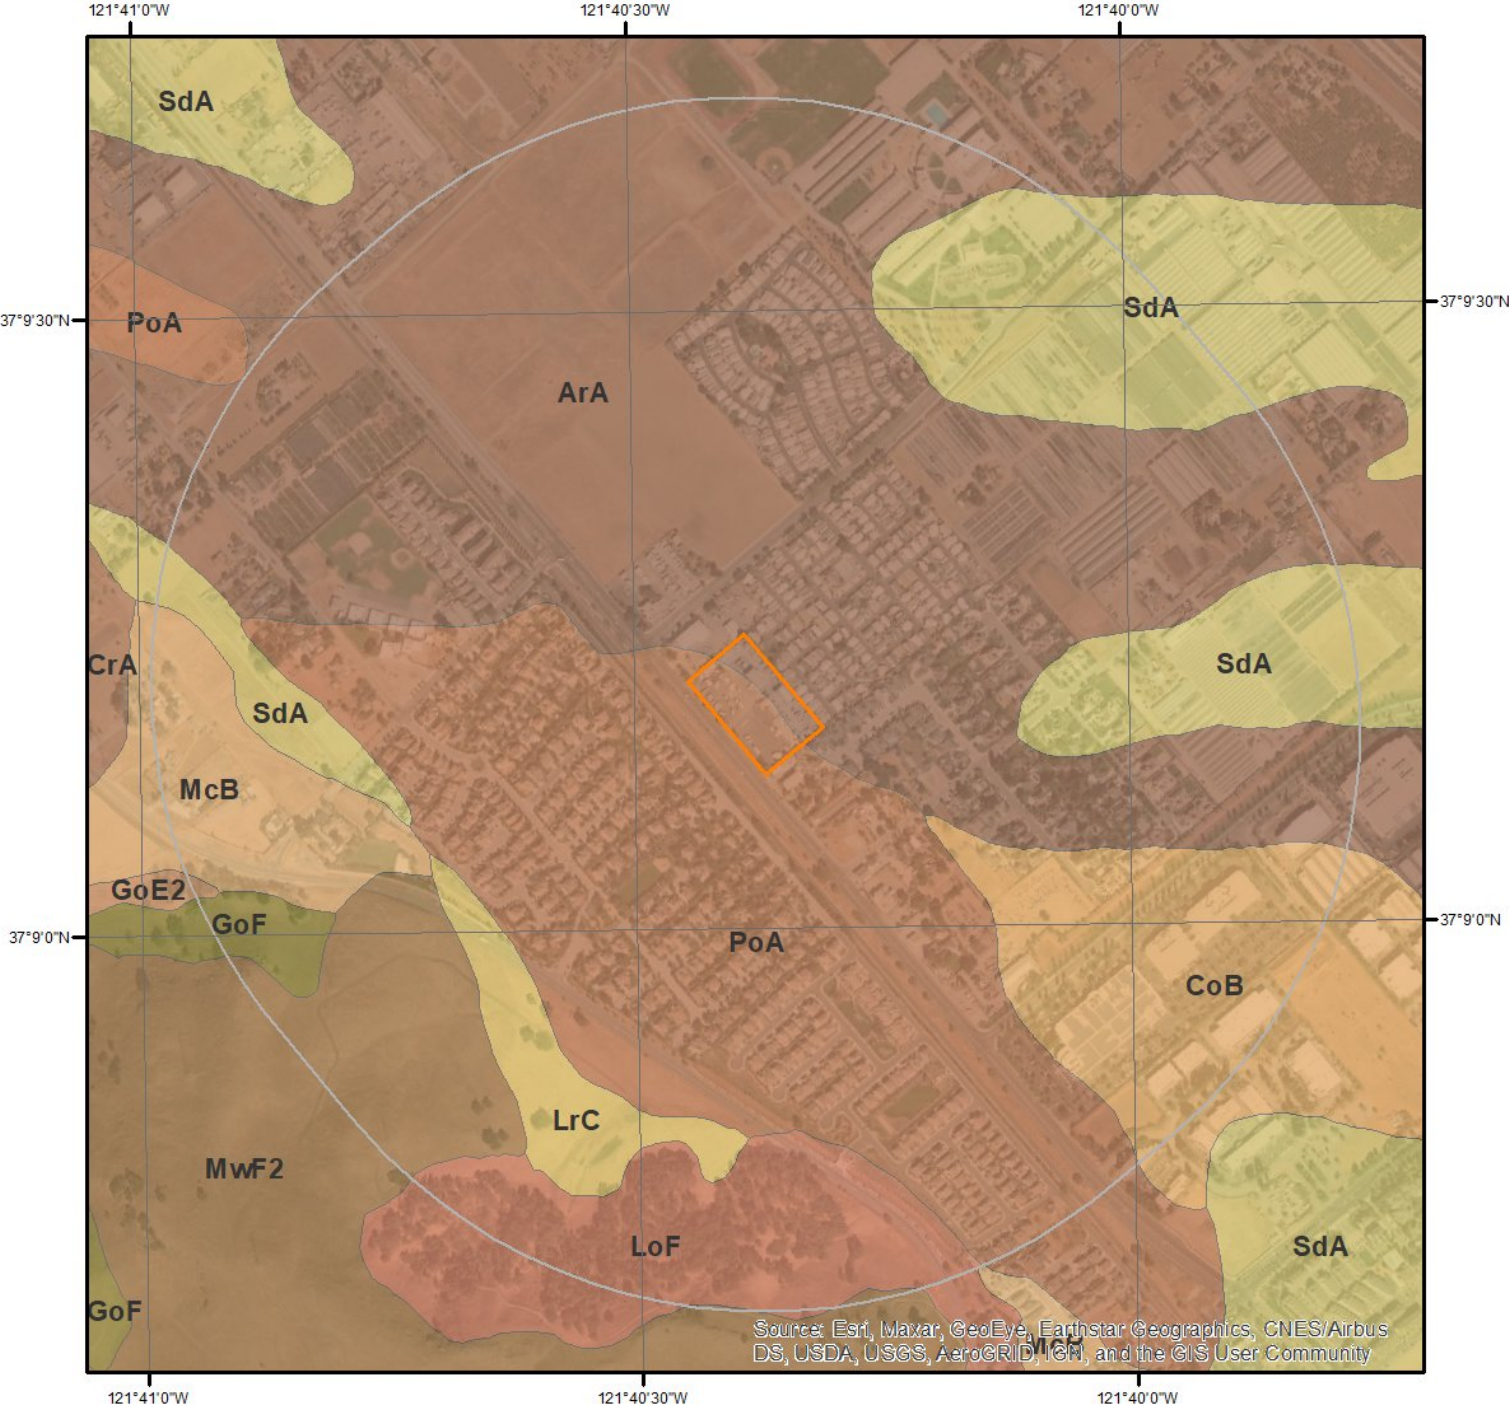 121°41'0"W
121°40'30"W
121°40'0"W
SdA
37°9'30"N
PoA
SdA
37°9'30"N
ArA
CrA
SdA
SdA
McB
GoE2
GoF
37°9'0"N
PoA
37°9'0"N
CoB
LrC
MwF2
LoF
SdA
GoF
Source: Esri, Maxar, GeoEye, Earthstar Geographics, CNES/Airbus
DS, USDA, USGS, AeroGRID, IGN, and the GIS User Community
121°41'0"W
121°40'30"W
121°40'0"W